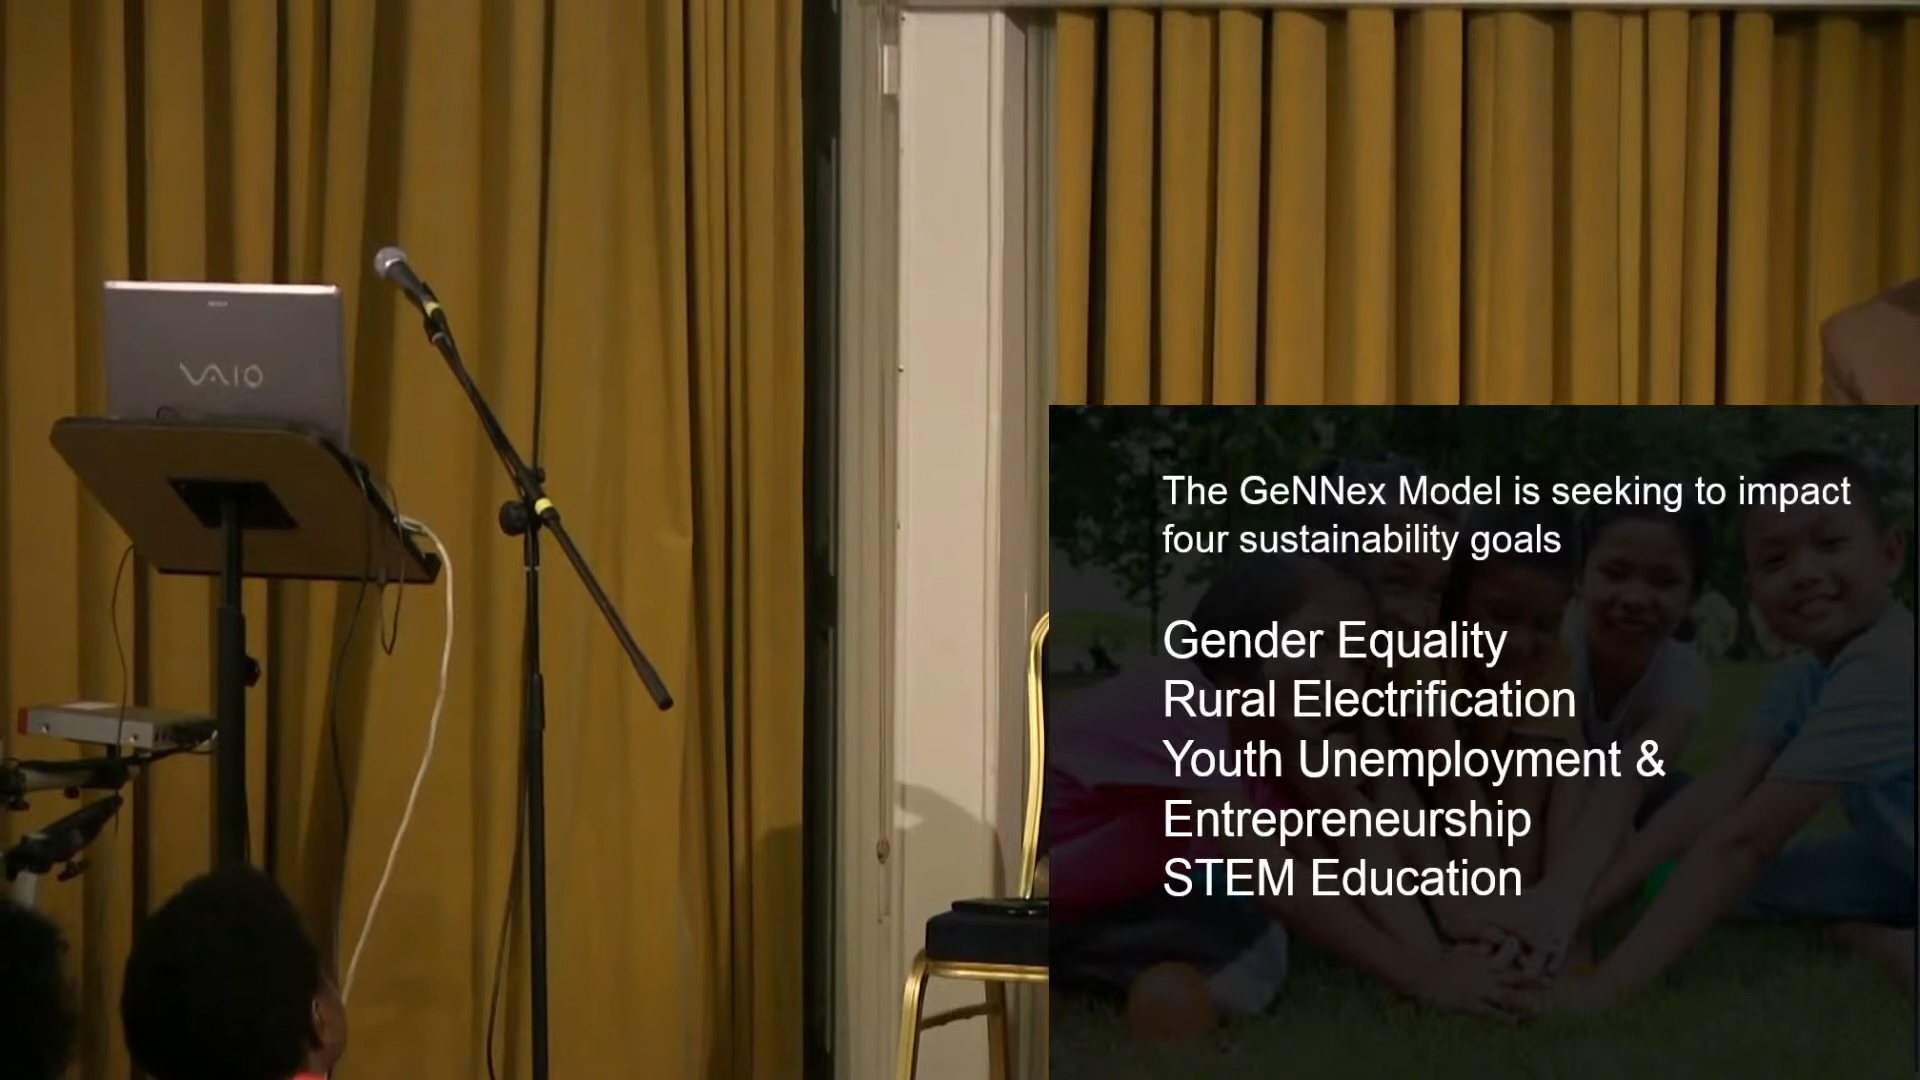 VAIO
The GeNNex Model is seeking to impact
four sustainability goals
Gender Equality
Rural Electrification
Youth Unemployment &
Entrepreneurship
STEM Education